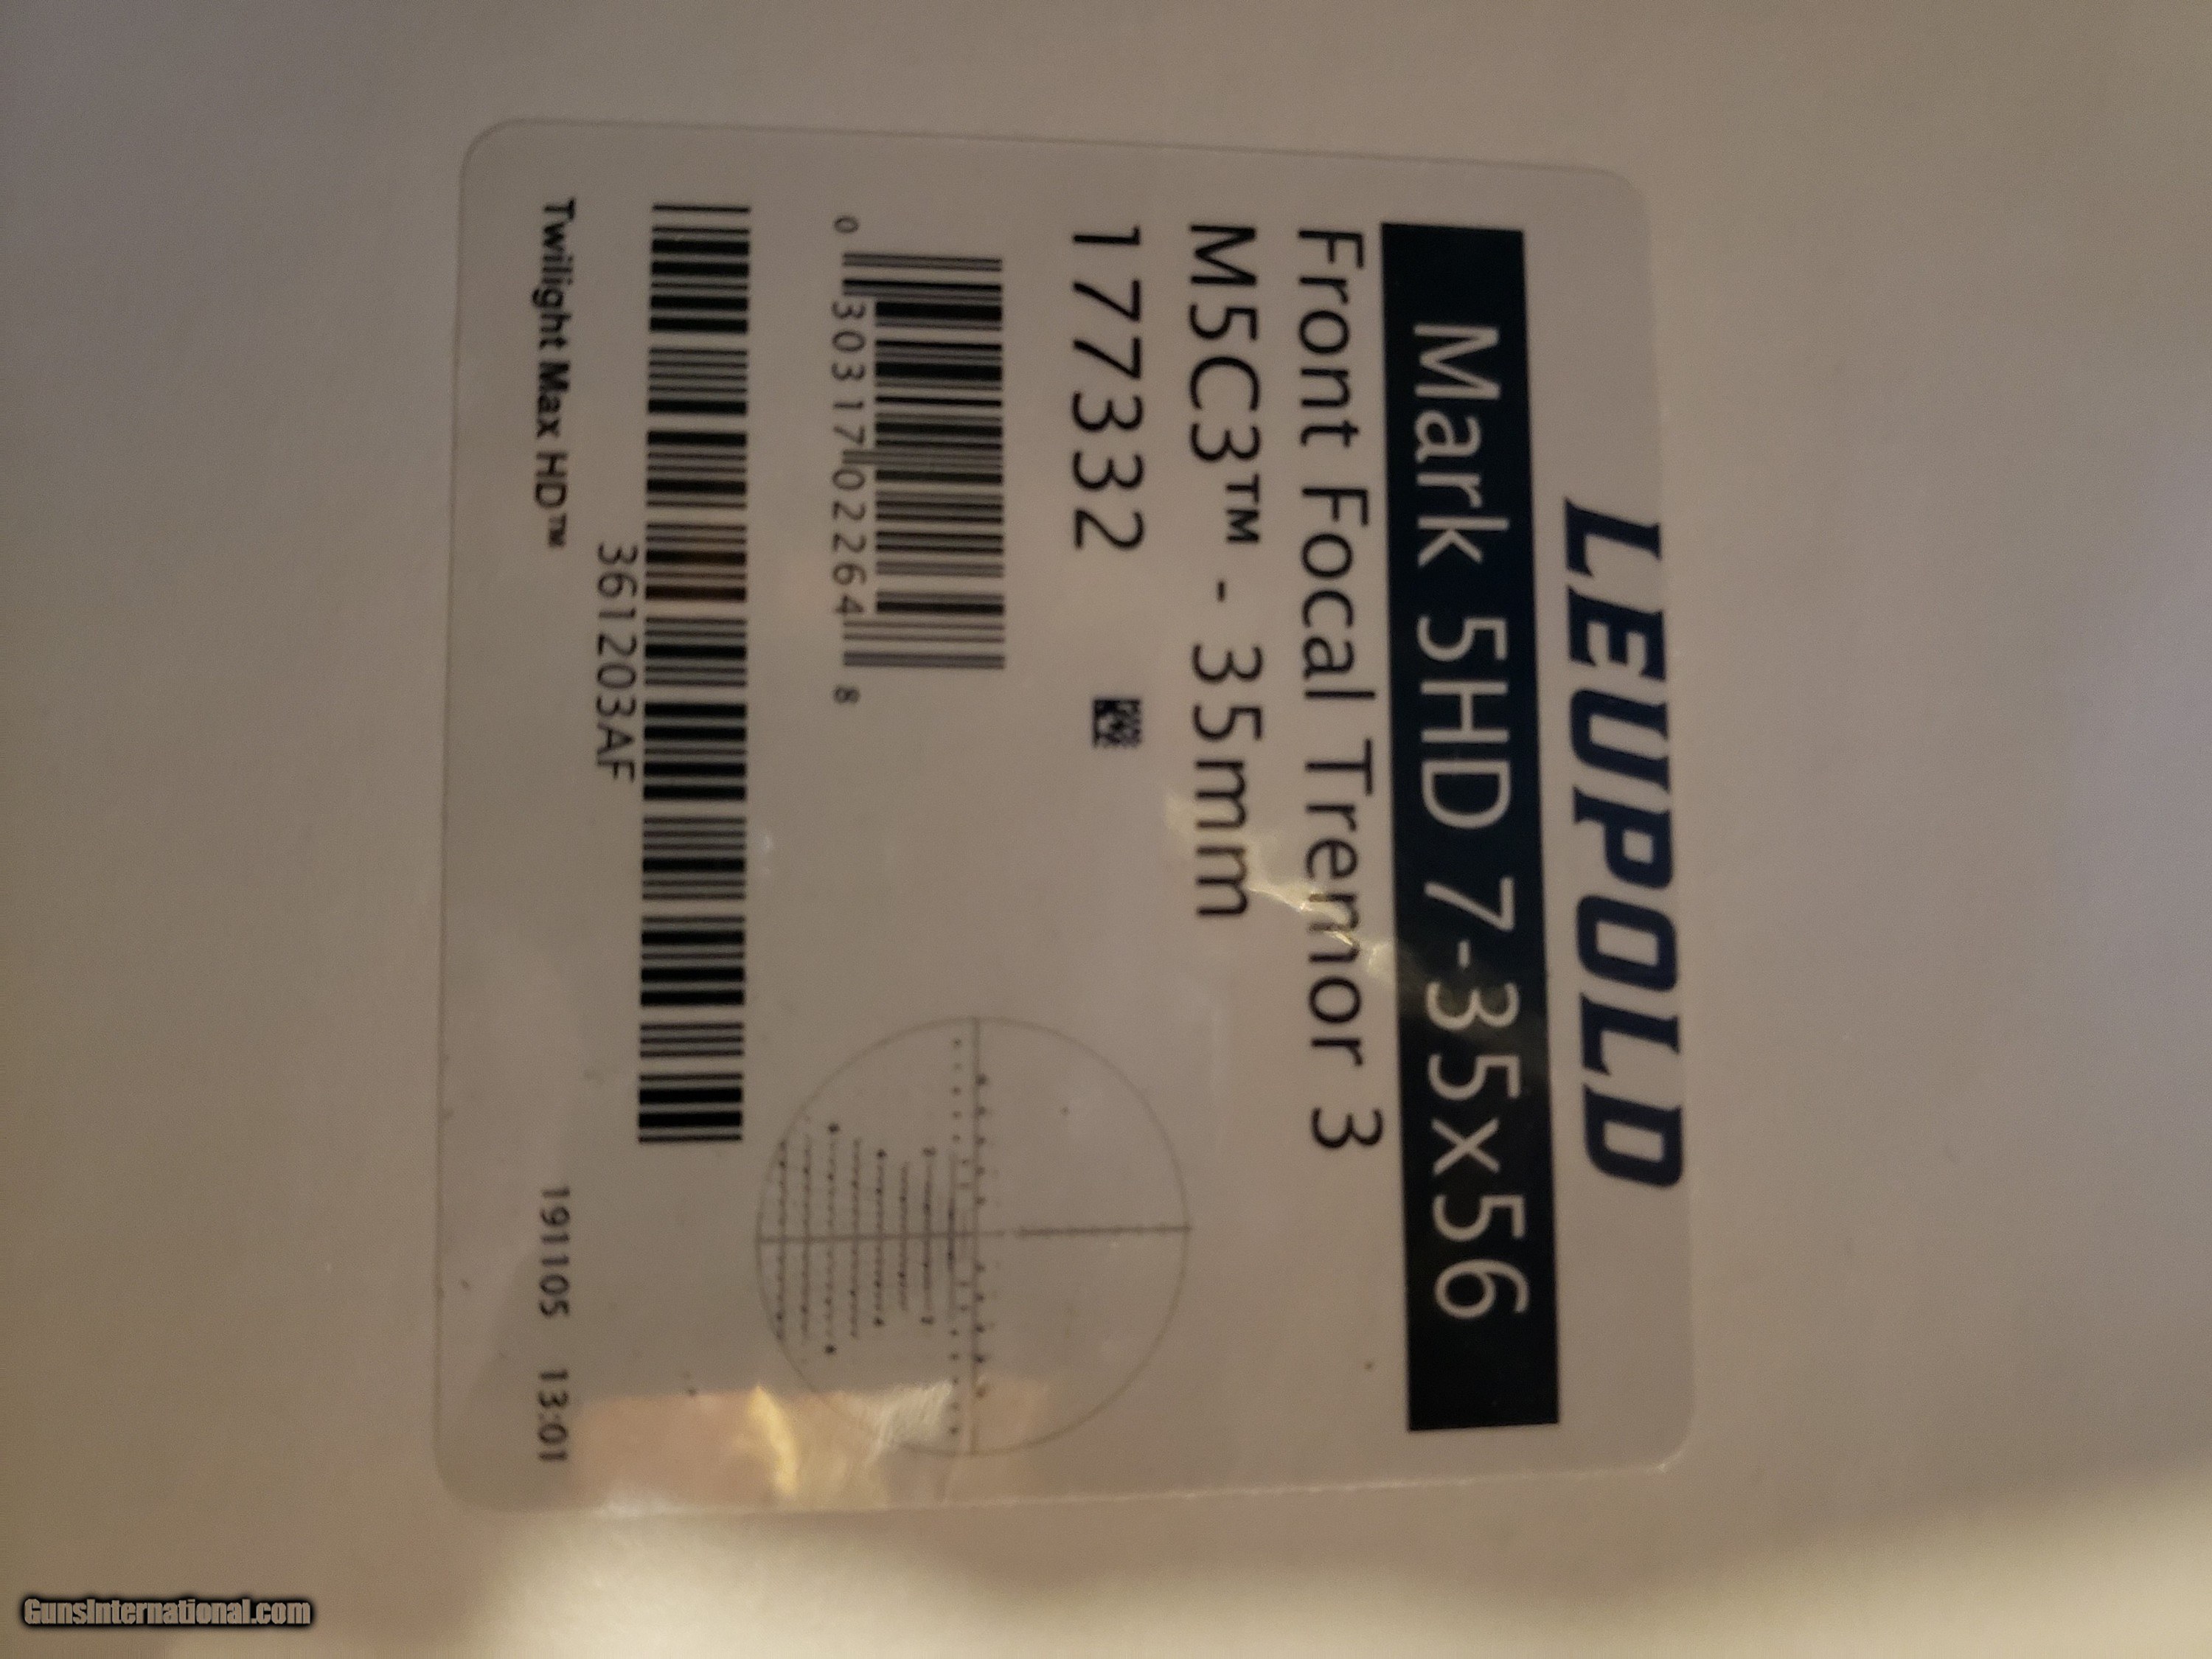 LEUPOLD
Mark 5HD 7-35x56
Front Focal Tremor 3
M5C3™ - 35mm
177332
0 30317 02264 8
361203AF
Twilight Max HD™ 191105 13:01
GunsInternational.com